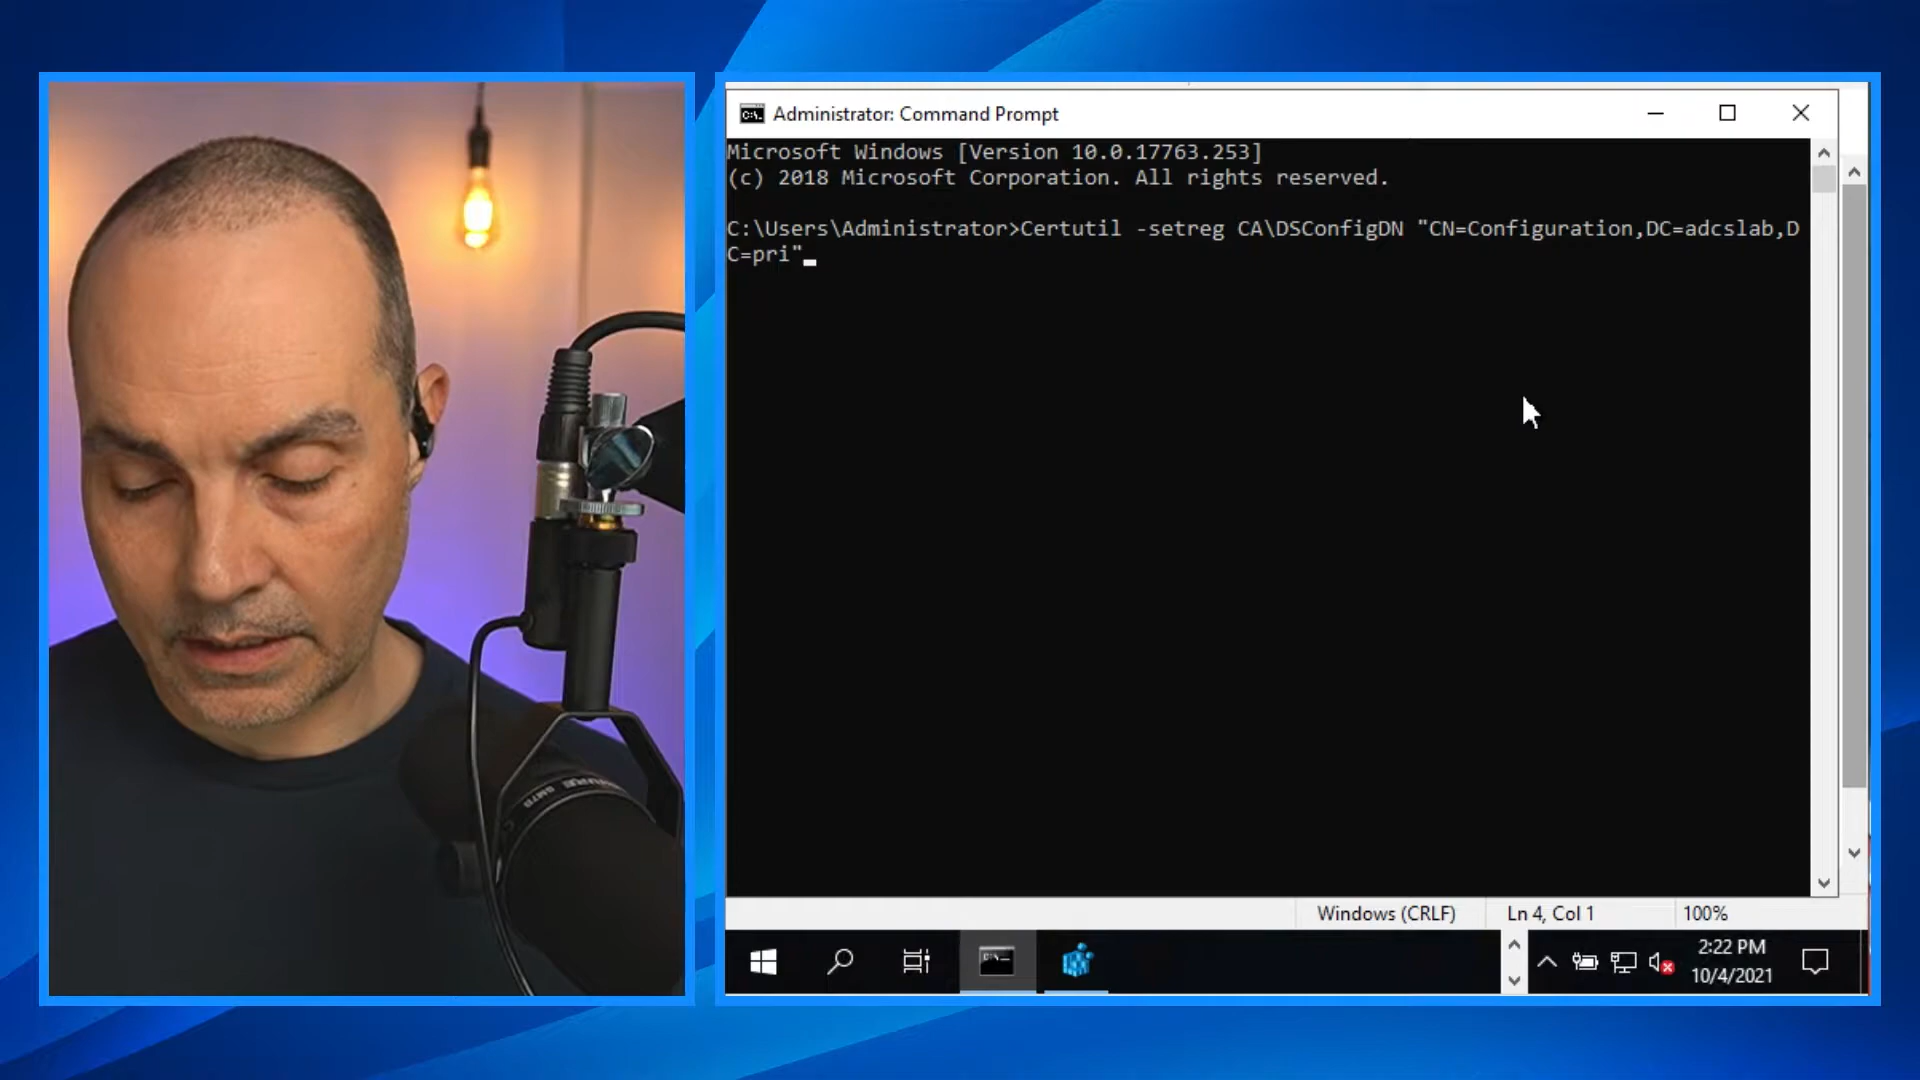 Administrator: Command Prompt
Microsoft Windows [Version 10.0.17763.253]
(c) 2018 Microsoft Corporation. All rights reserved.
C:\Users\Administrator>Certutil -setreg CA\DSConfigDN "CN=Configuration,DC=adcslab,D
C=pri"
SHURE SM7B
Windows (CRLF)
Ln 4, Col 1
100%
2:22 PM
10/4/2021